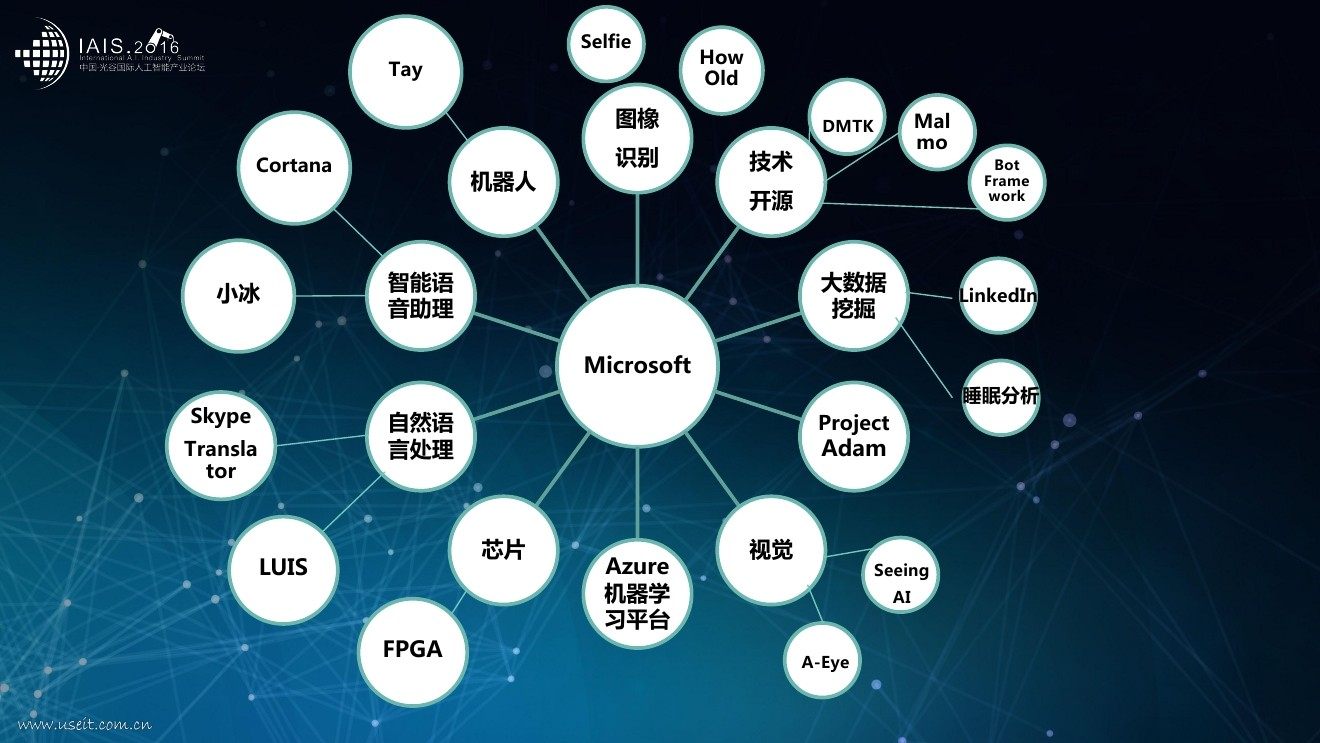 IAIS.2016
International A.I. Industry Summit
中国·光谷国际人工智能产业论坛
Tay
Selfie
How
Old
图像
识别
DMTK
Mal
mo
Bot
Frame
work
技术
开源
机器人
Cortana
智能语
音助理
小冰
大数据
挖掘
LinkedIn
睡眠分析
Microsoft
Project
Adam
自然语
言处理
Skype
Transla
tor
LUIS
芯片
FPGA
Azure
机器学
习平台
视觉
Seeing
AI
A-Eye
www.useit.com.cn